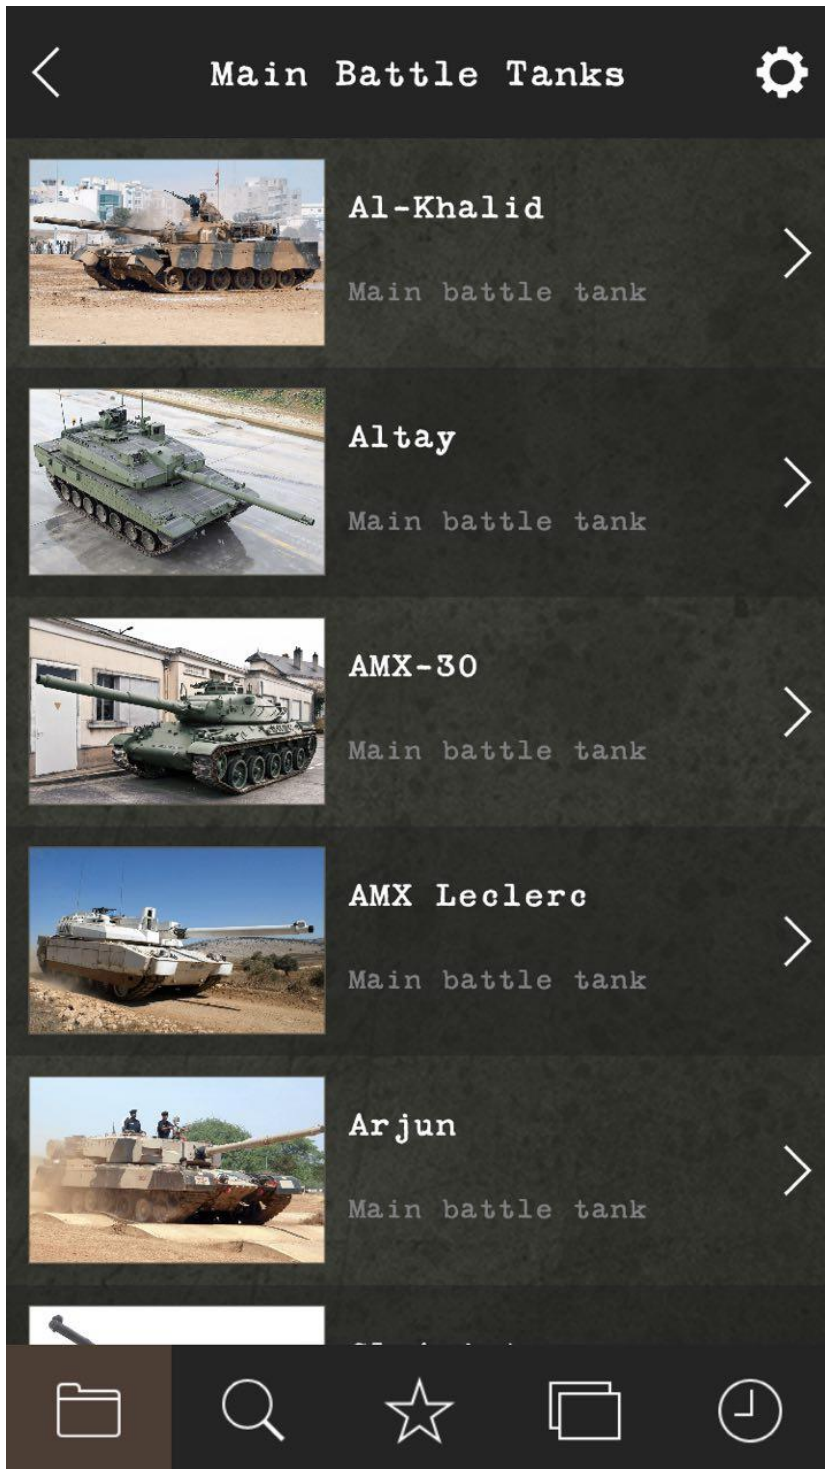 Main Battle Tanks
Al-Khalid
Main battle tank
Altay
Main battle tank
AMX-30
Main battle tank
AMX Leclerc
Main battle tank
Arjun
Main battle tank